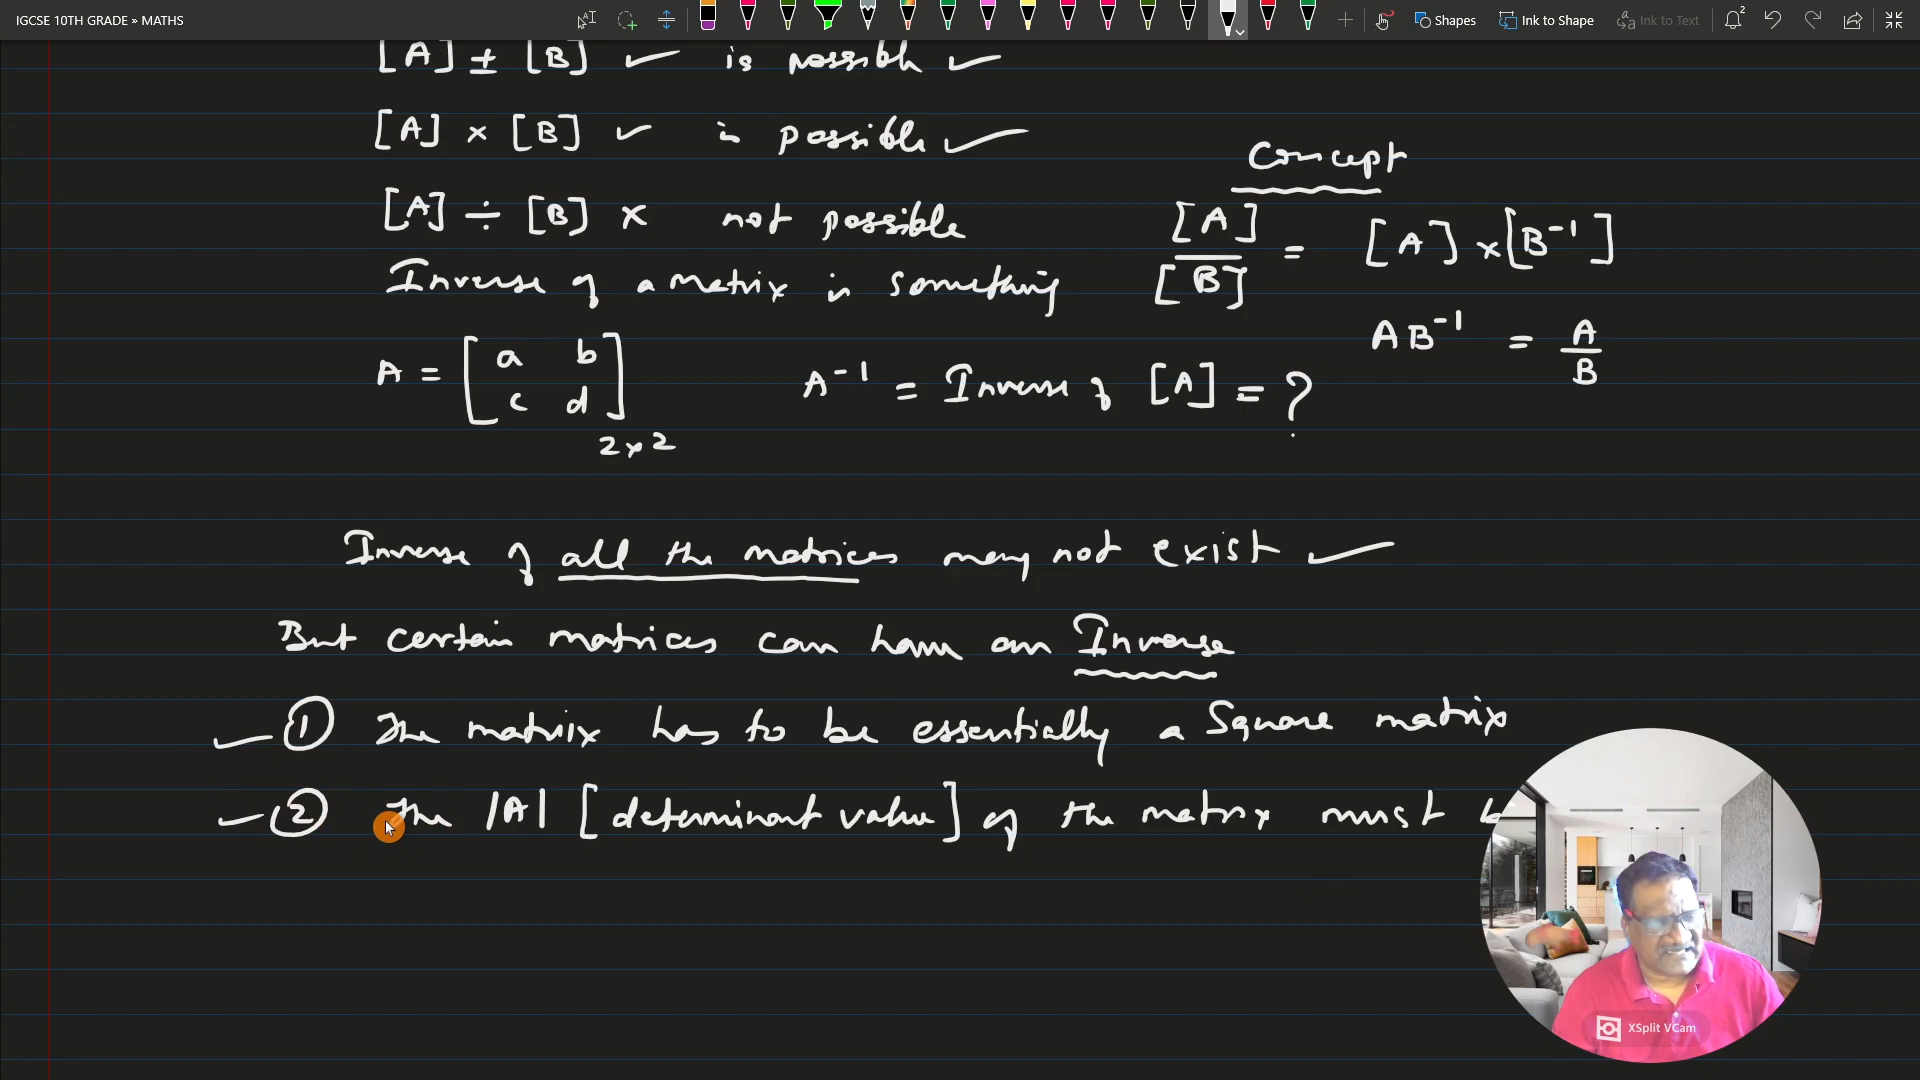 IGCSE 10TH GRADE » MATHS
Shapes Ink to Shape Ink to Text 2
[A] ± [B] ✓ is possible ✓
[A] × [B] ✓ is possible ✓
[A] ÷ [B] × not possible
Inverse of a matrix is something
A = [a b
c d] 2×2
A⁻¹ = Inverse of [A] = ?
Concept
[A]/[B] = [A] × [B⁻¹]
AB⁻¹ = A/B
Inverse of all the matrices may not exist ✓
But certain matrices can have an Inverse
✓ ① The matrix has to be essentially a Square matrix
✓ ② The |A| [determinant value] of the matrix must
XSplit VCam